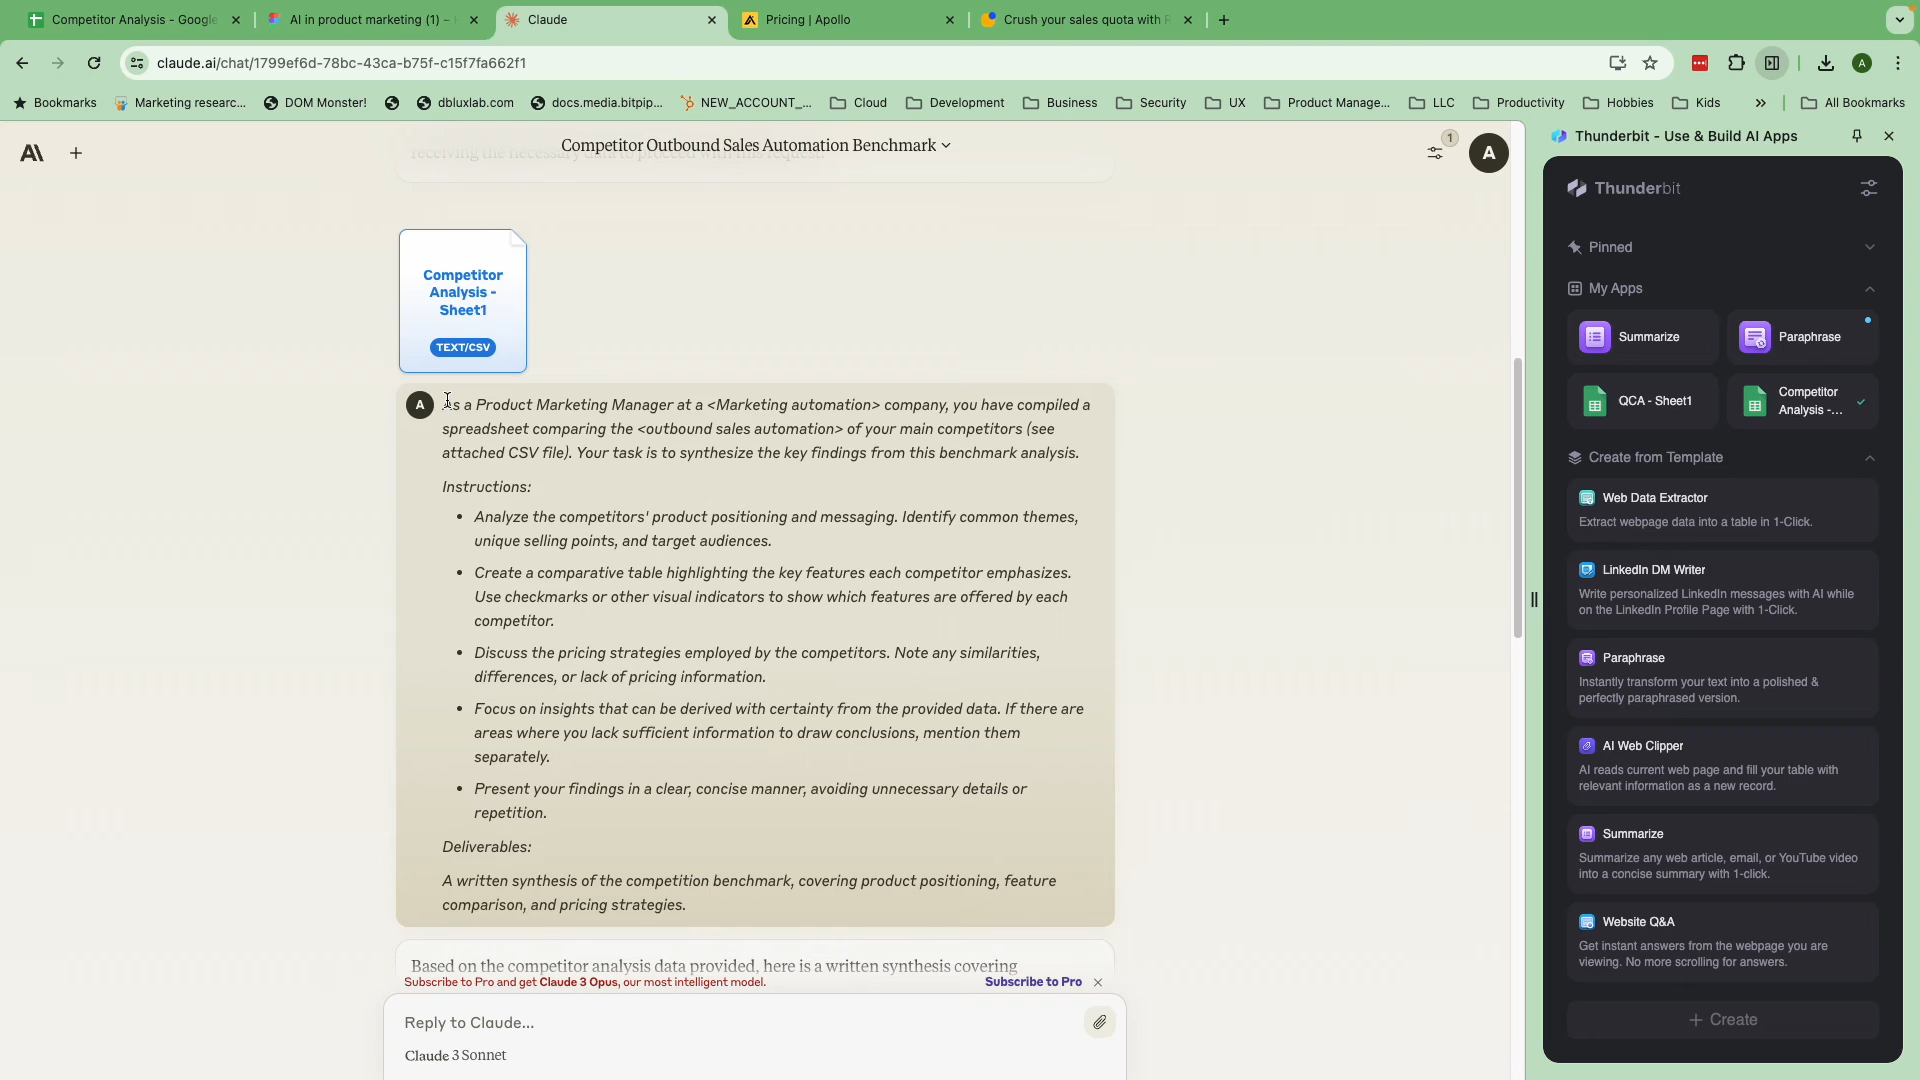 Competitor Analysis - Google
AI in product marketing (1) –
Claude
Pricing | Apollo
Crush your sales quota with
claude.ai/chat/1799ef6d-78bc-43ca-b75f-c15f7fa662f1
A
Bookmarks
Marketing researc...
DOM Monster!
dbluxlab.com
docs.media.bitpip...
NEW_ACCOUNT_...
Cloud
Development
Business
Security
UX
Product Manage...
LLC
Productivity
Hobbies
Kids
»
All Bookmarks
Competitor Outbound Sales Automation Benchmark
receiving the necessary data to proceed with this request.
1
A
Competitor
Analysis -
Sheet1
TEXT/CSV
A
As a Product Marketing Manager at a <Marketing automation> company, you have compiled a
spreadsheet comparing the <outbound sales automation> of your main competitors (see
attached CSV file). Your task is to synthesize the key findings from this benchmark analysis.
Instructions:
• Analyze the competitors' product positioning and messaging. Identify common themes,
unique selling points, and target audiences.
• Create a comparative table highlighting the key features each competitor emphasizes.
Use checkmarks or other visual indicators to show which features are offered by each
competitor.
• Discuss the pricing strategies employed by the competitors. Note any similarities,
differences, or lack of pricing information.
• Focus on insights that can be derived with certainty from the provided data. If there are
areas where you lack sufficient information to draw conclusions, mention them
separately.
• Present your findings in a clear, concise manner, avoiding unnecessary details or
repetition.
Deliverables:
A written synthesis of the competition benchmark, covering product positioning, feature
comparison, and pricing strategies.
Based on the competitor analysis data provided, here is a written synthesis covering
Subscribe to Pro and get Claude 3 Opus, our most intelligent model.
Subscribe to Pro
Reply to Claude...
Claude 3 Sonnet
Thunderbit - Use & Build AI Apps
Thunderbit
Pinned
My Apps
Summarize
Paraphrase
QCA - Sheet1
Competitor
Analysis -...
Create from Template
Web Data Extractor
Extract webpage data into a table in 1-Click.
LinkedIn DM Writer
Write personalized LinkedIn messages with AI while
on the LinkedIn Profile Page with 1-Click.
Paraphrase
Instantly transform your text into a polished &
perfectly paraphrased version.
AI Web Clipper
AI reads current web page and fill your table with
relevant information as a new record.
Summarize
Summarize any web article, email, or YouTube video
into a concise summary with 1-click.
Website Q&A
Get instant answers from the webpage you are
viewing. No more scrolling for answers.
+ Create